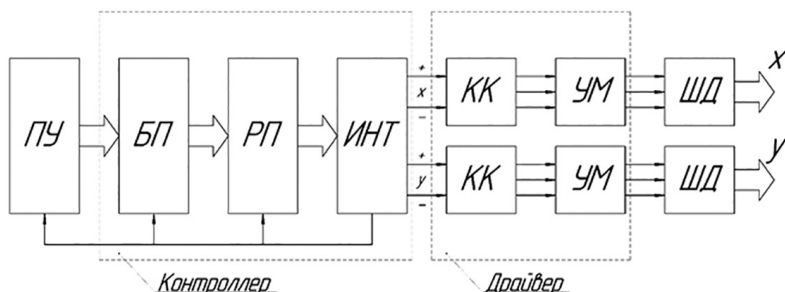 ПУ
БП
РП
ИНТ
+
x
-
КК
УМ
ШД
X
+
y
-
КК
УМ
ШД
У
Контроллер
Драйвер